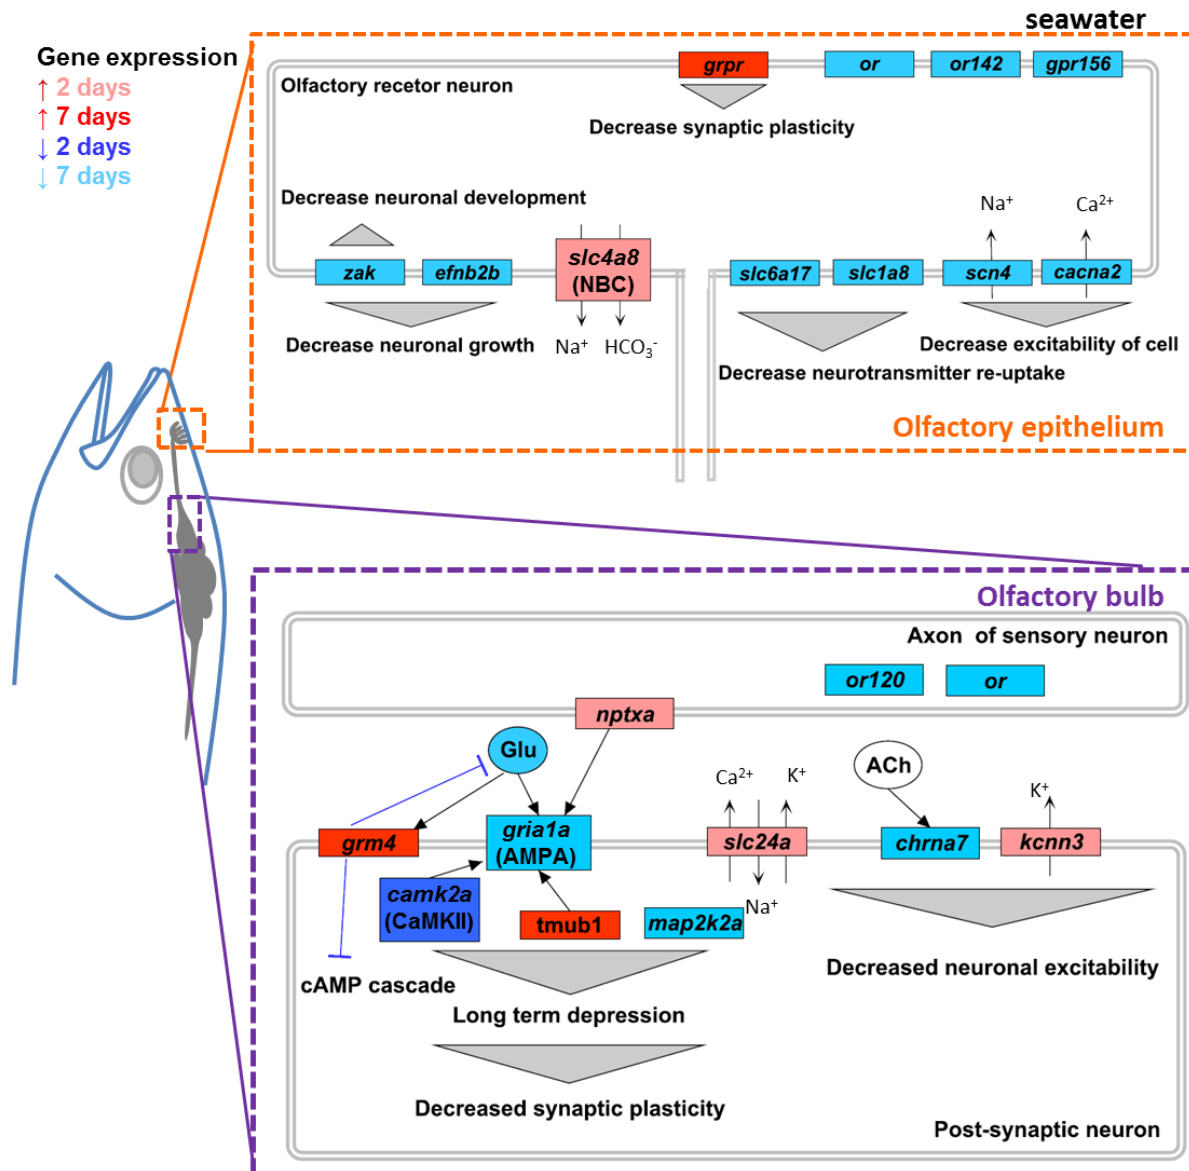 seawater
Gene expression
↑ 2 days
↑ 7 days
↓ 2 days
↓ 7 days
grpr
or
or142
gpr156
Olfactory recetor neuron
Decrease synaptic plasticity
Decrease neuronal development
Na+
Ca2+
zak
efnb2b
slc4a8
(NBC)
slc6a17
slc1a8
scn4
cacna2
Decrease neuronal growth
Na+
HCO3-
Decrease excitability of cell
Decrease neurotransmitter re-uptake
Olfactory epithelium
Olfactory bulb
Axon of sensory neuron
or120
or
nptxa
Glu
ACh
Ca2+
K+
K+
grm4
gria1a
(AMPA)
slc24a
chrna7
kcnn3
camk2a
(CaMKII)
tmub1
map2k2a
Na+
cAMP cascade
Decreased neuronal excitability
Long term depression
Decreased synaptic plasticity
Post-synaptic neuron